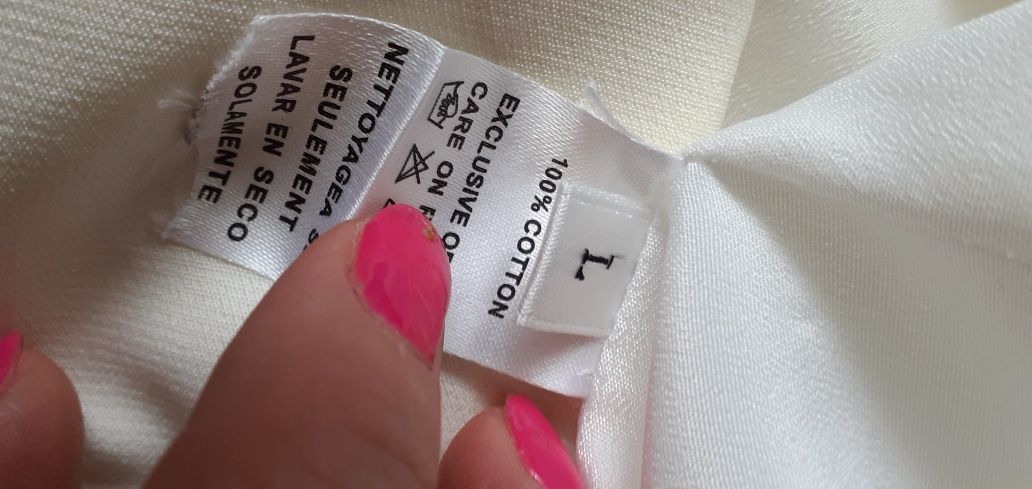 L
100% COTTON
EXCLUSIVE
CARE ON
NETTOYAGEA
SEULEMENT
LAVAR EN SECO
SOLAMENTE